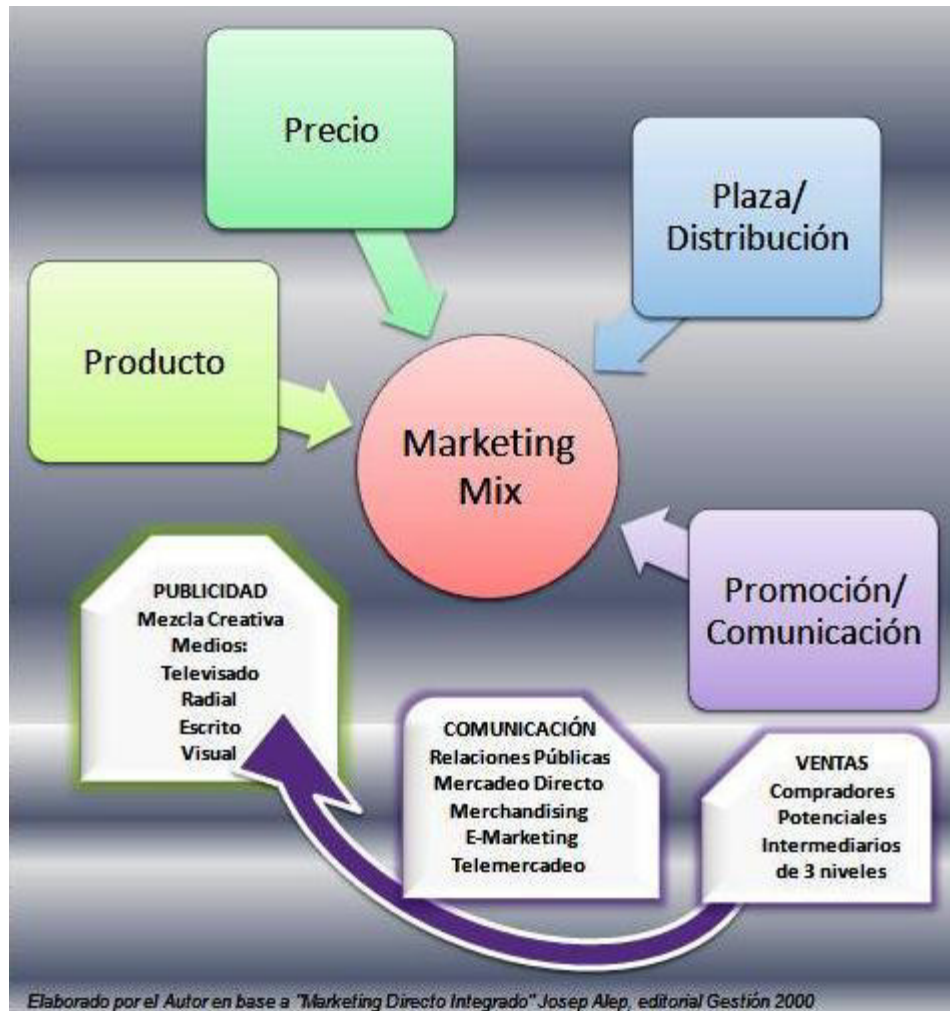 Precio
Plaza/
Distribución
Producto
Marketing
Mix
Promoción/
Comunicación
PUBLICIDAD
Mezcla Creativa
Medios:
Televisado
Radial
Escrito
Visual
COMUNICACIÓN
Relaciones Públicas
Mercadeo Directo
Merchandising
E-Marketing
Telemercadeo
VENTAS
Compradores
Potenciales
Intermediarios
de 3 niveles
Elaborado por el Autor en base a "Marketing Directo Integrado" Josep Alep, editorial Gestión 2000